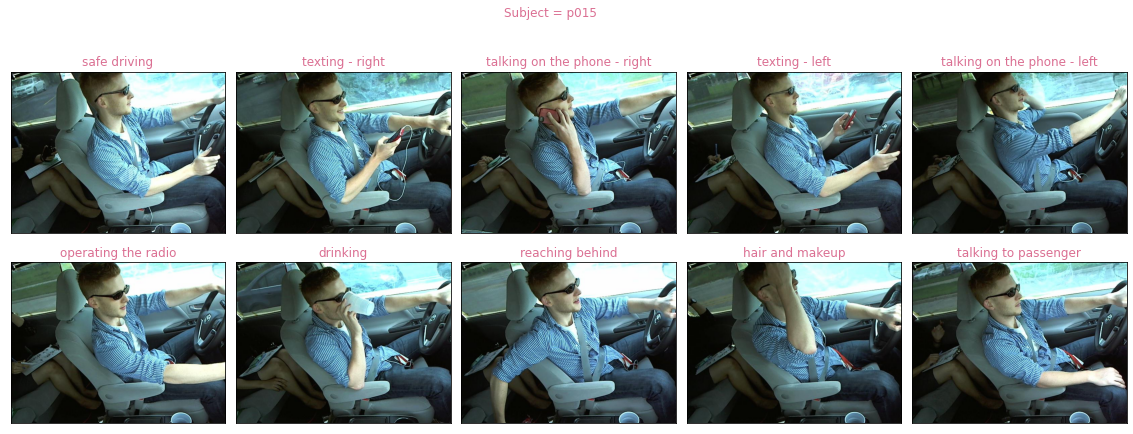 Subject = p015
safe driving
texting - right
talking on the phone - right
texting - left
talking on the phone - left
operating the radio
drinking
reaching behind
hair and makeup
talking to passenger